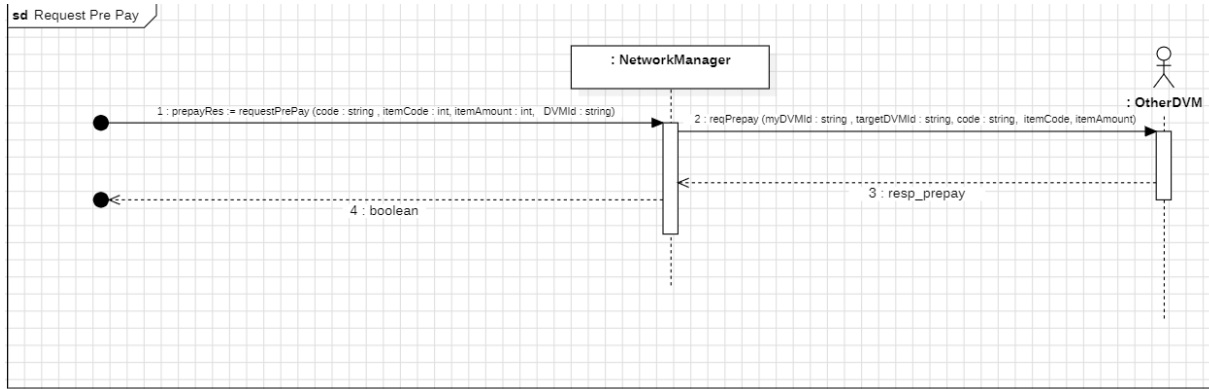 sd Request Pre Pay
: NetworkManager
: OtherDVM
1 : prepayRes := requestPrePay (code : string , itemCode : int, itemAmount : int, DVMId : string)
2 : reqPrepay (myDVMId : string , targetDVMId : string, code : string, itemCode, itemAmount)
3 : resp_prepay
4 : boolean